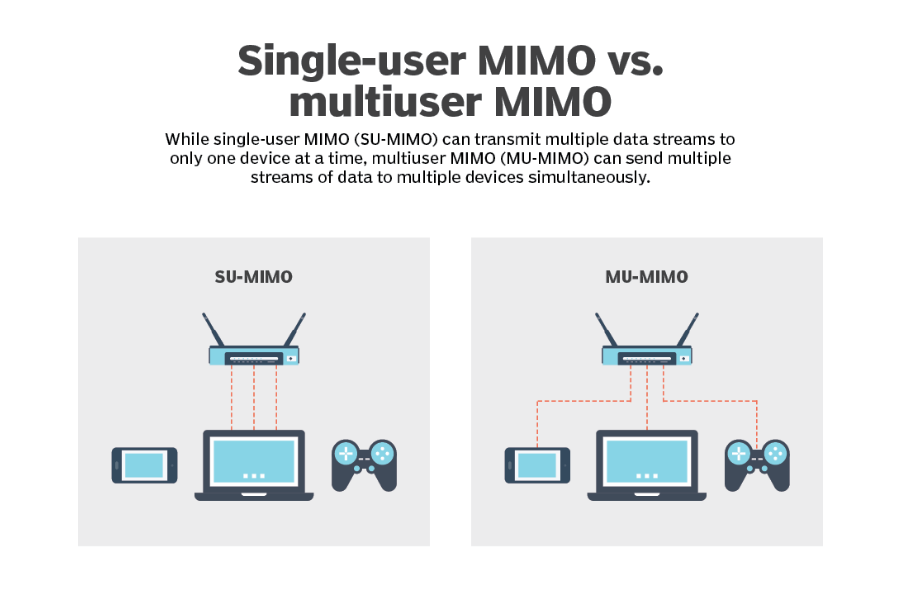 Single-user MIMO vs.
multiuser MIMO
While single-user MIMO (SU-MIMO) can transmit multiple data streams to
only one device at a time, multiuser MIMO (MU-MIMO) can send multiple
streams of data to multiple devices simultaneously.
SU-MIMO
MU-MIMO